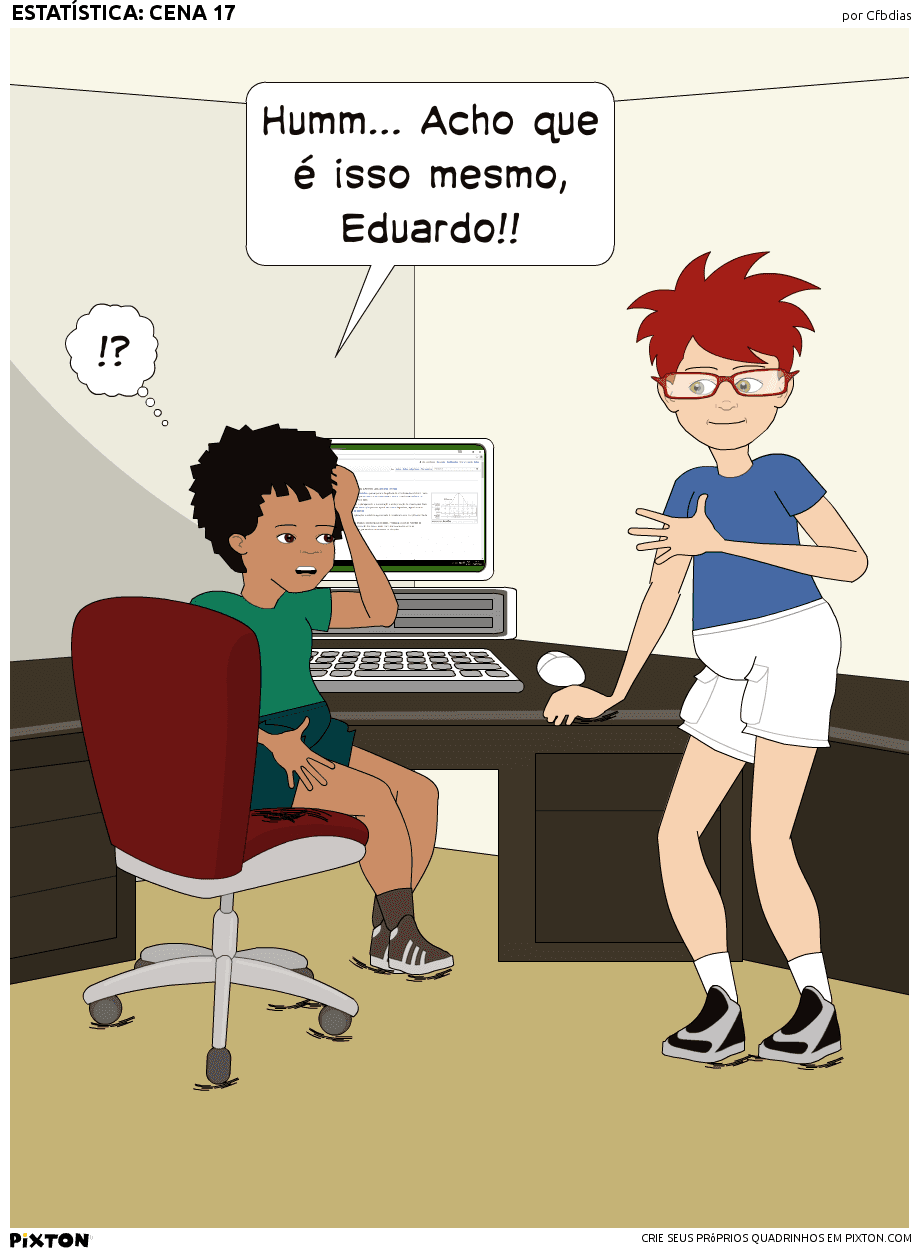 ESTATÍSTICA: CENA 17
por Cfbdias
Humm... Acho que
é isso mesmo,
Eduardo!!
!?
PIXTON
CRIE SEUS PRóPRIOS QUADRINHOS EM PIXTON.COM